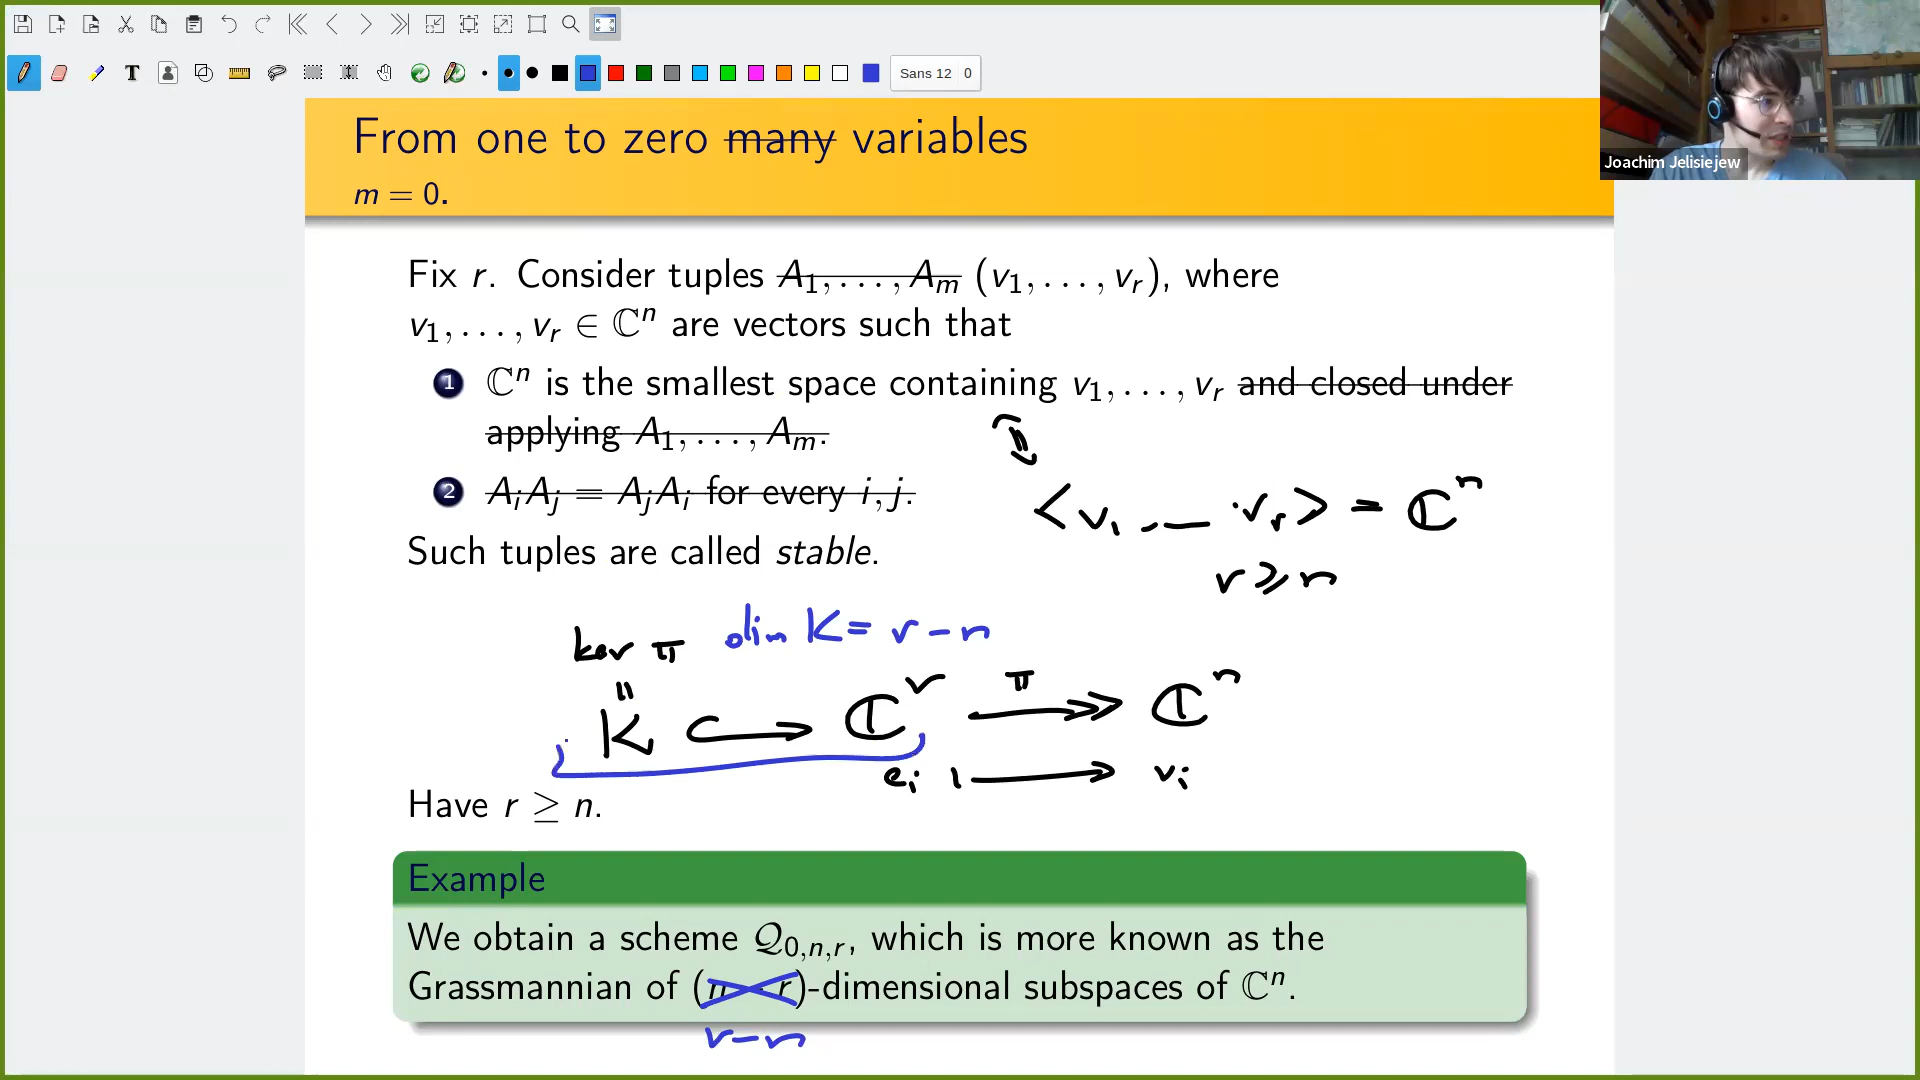 Sans 12 0
Joachim Jelisiejew
From one to zero many variables
m = 0.
Fix r. Consider tuples A₁, . . . , Aₘ (v₁, . . . , vᵣ), where
v₁, . . . , vᵣ ∈ ℂⁿ are vectors such that
1 ℂⁿ is the smallest space containing v₁, . . . , vᵣ and closed under
applying A₁, . . . , Aₘ.
2 AᵢAⱼ = AⱼAᵢ for every i, j.
<v₁, — vᵣ> = ℂⁿ
Such tuples are called stable.
r ≥ n
ker π dim K = r − n
K ↪ ℂʳ π ↠ ℂⁿ
eᵢ ↦ vᵢ
Have r ≥ n.
Example
We obtain a scheme 𝒬₀,ₙ,ᵣ, which is more known as the
Grassmannian of (n − r)-dimensional subspaces of ℂⁿ.
r − n